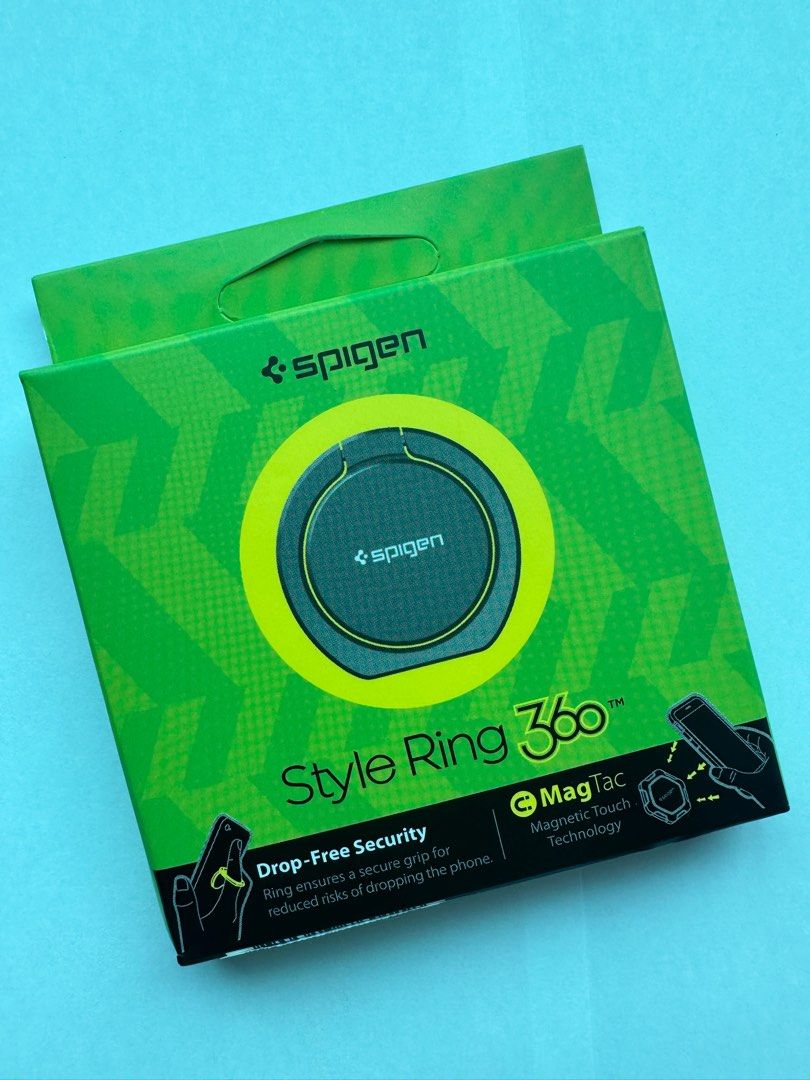 spigen
spigen
Style Ring 360™
Drop-Free Security
Ring ensures a secure grip for
reduced risks of dropping the phone.
MagTac
Magnetic Touch
Technology